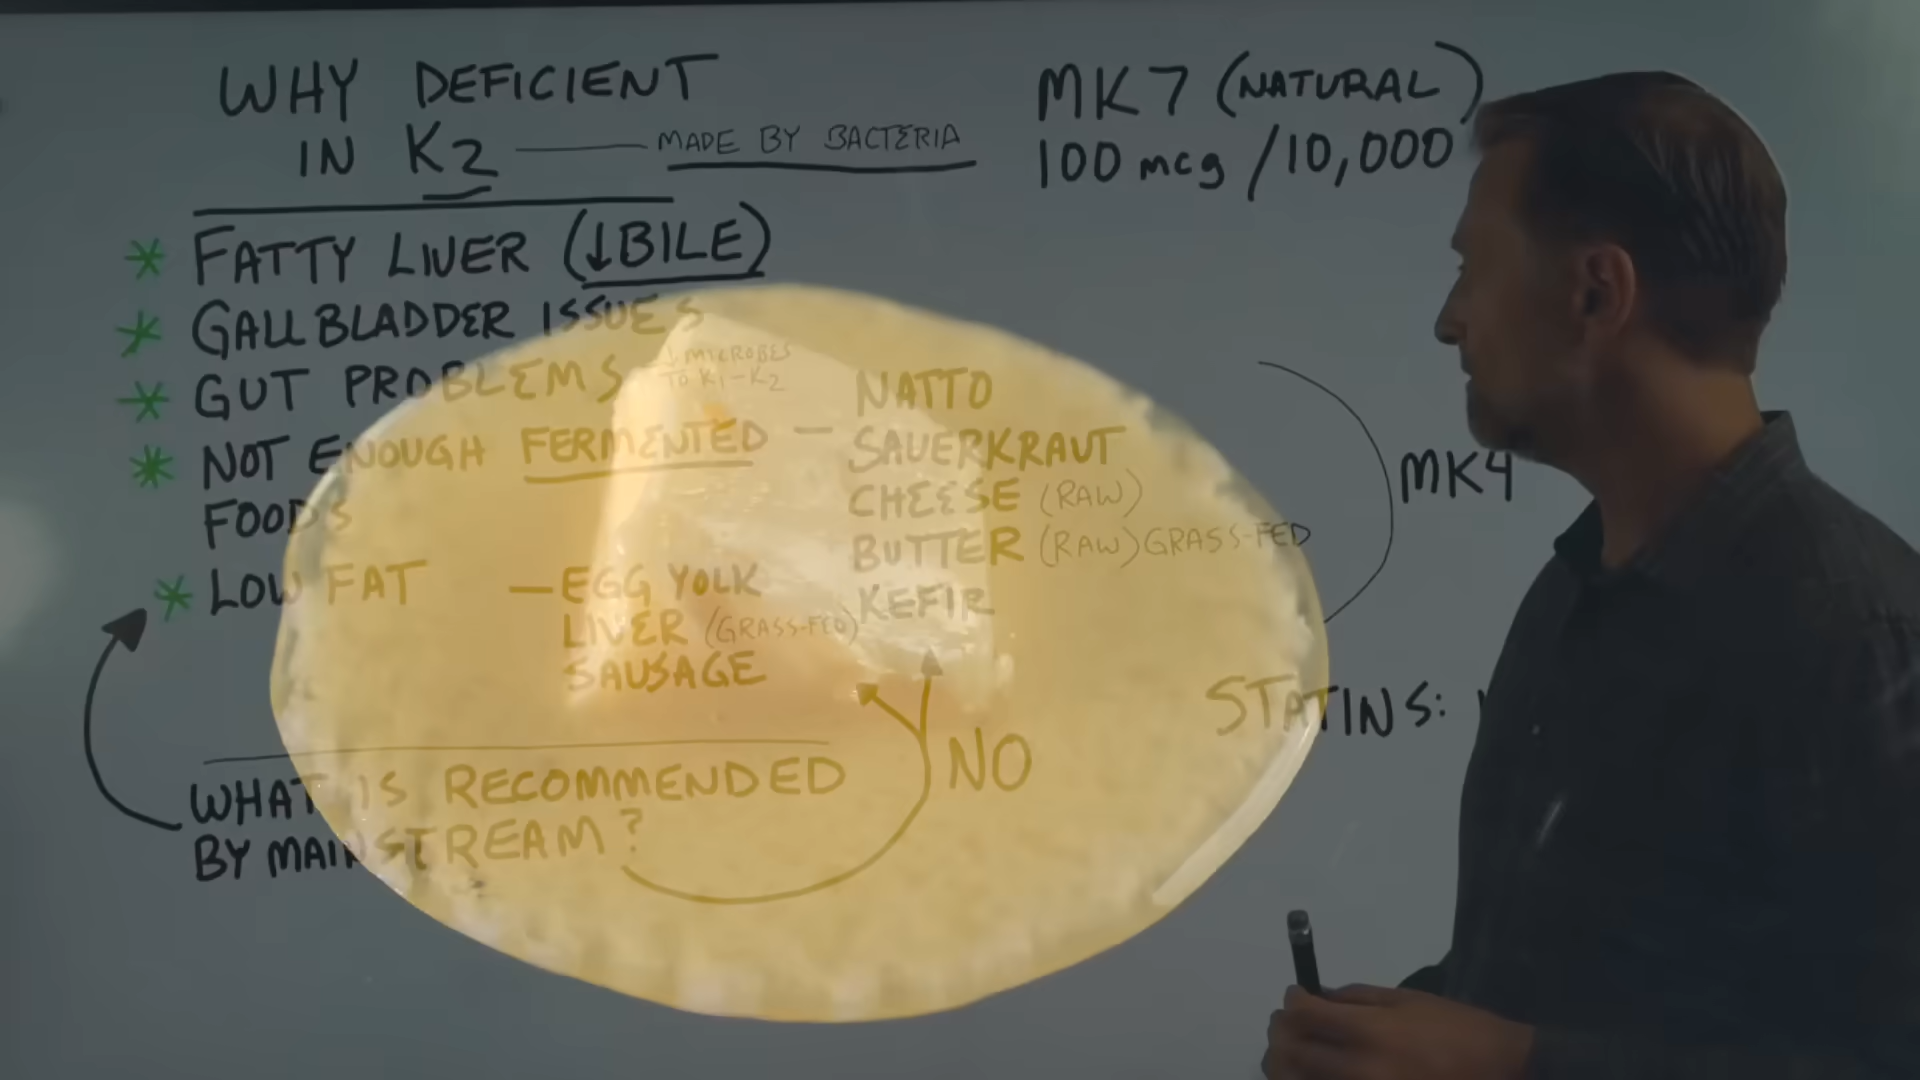 WHY DEFICIENT
IN K2 — MADE BY BACTERIA
MK7 (NATURAL)
100 mcg /10,000
* FATTY LIVER (↓BILE)
* GALLBLADDER ISSUES
* GUT PROBLEMS
↓ MICROBES
TO K1-K2
* NOT ENOUGH FERMENTED —
FOODS
NATTO
SAUERKRAUT
CHEESE (RAW)
BUTTER (RAW) GRASS-FED
KEFIR
MK4
* LOW FAT — EGG YOLK
LIVER (GRASS-FED)
SAUSAGE
STATINS:
WHAT IS RECOMMENDED
BY MAINSTREAM?
NO